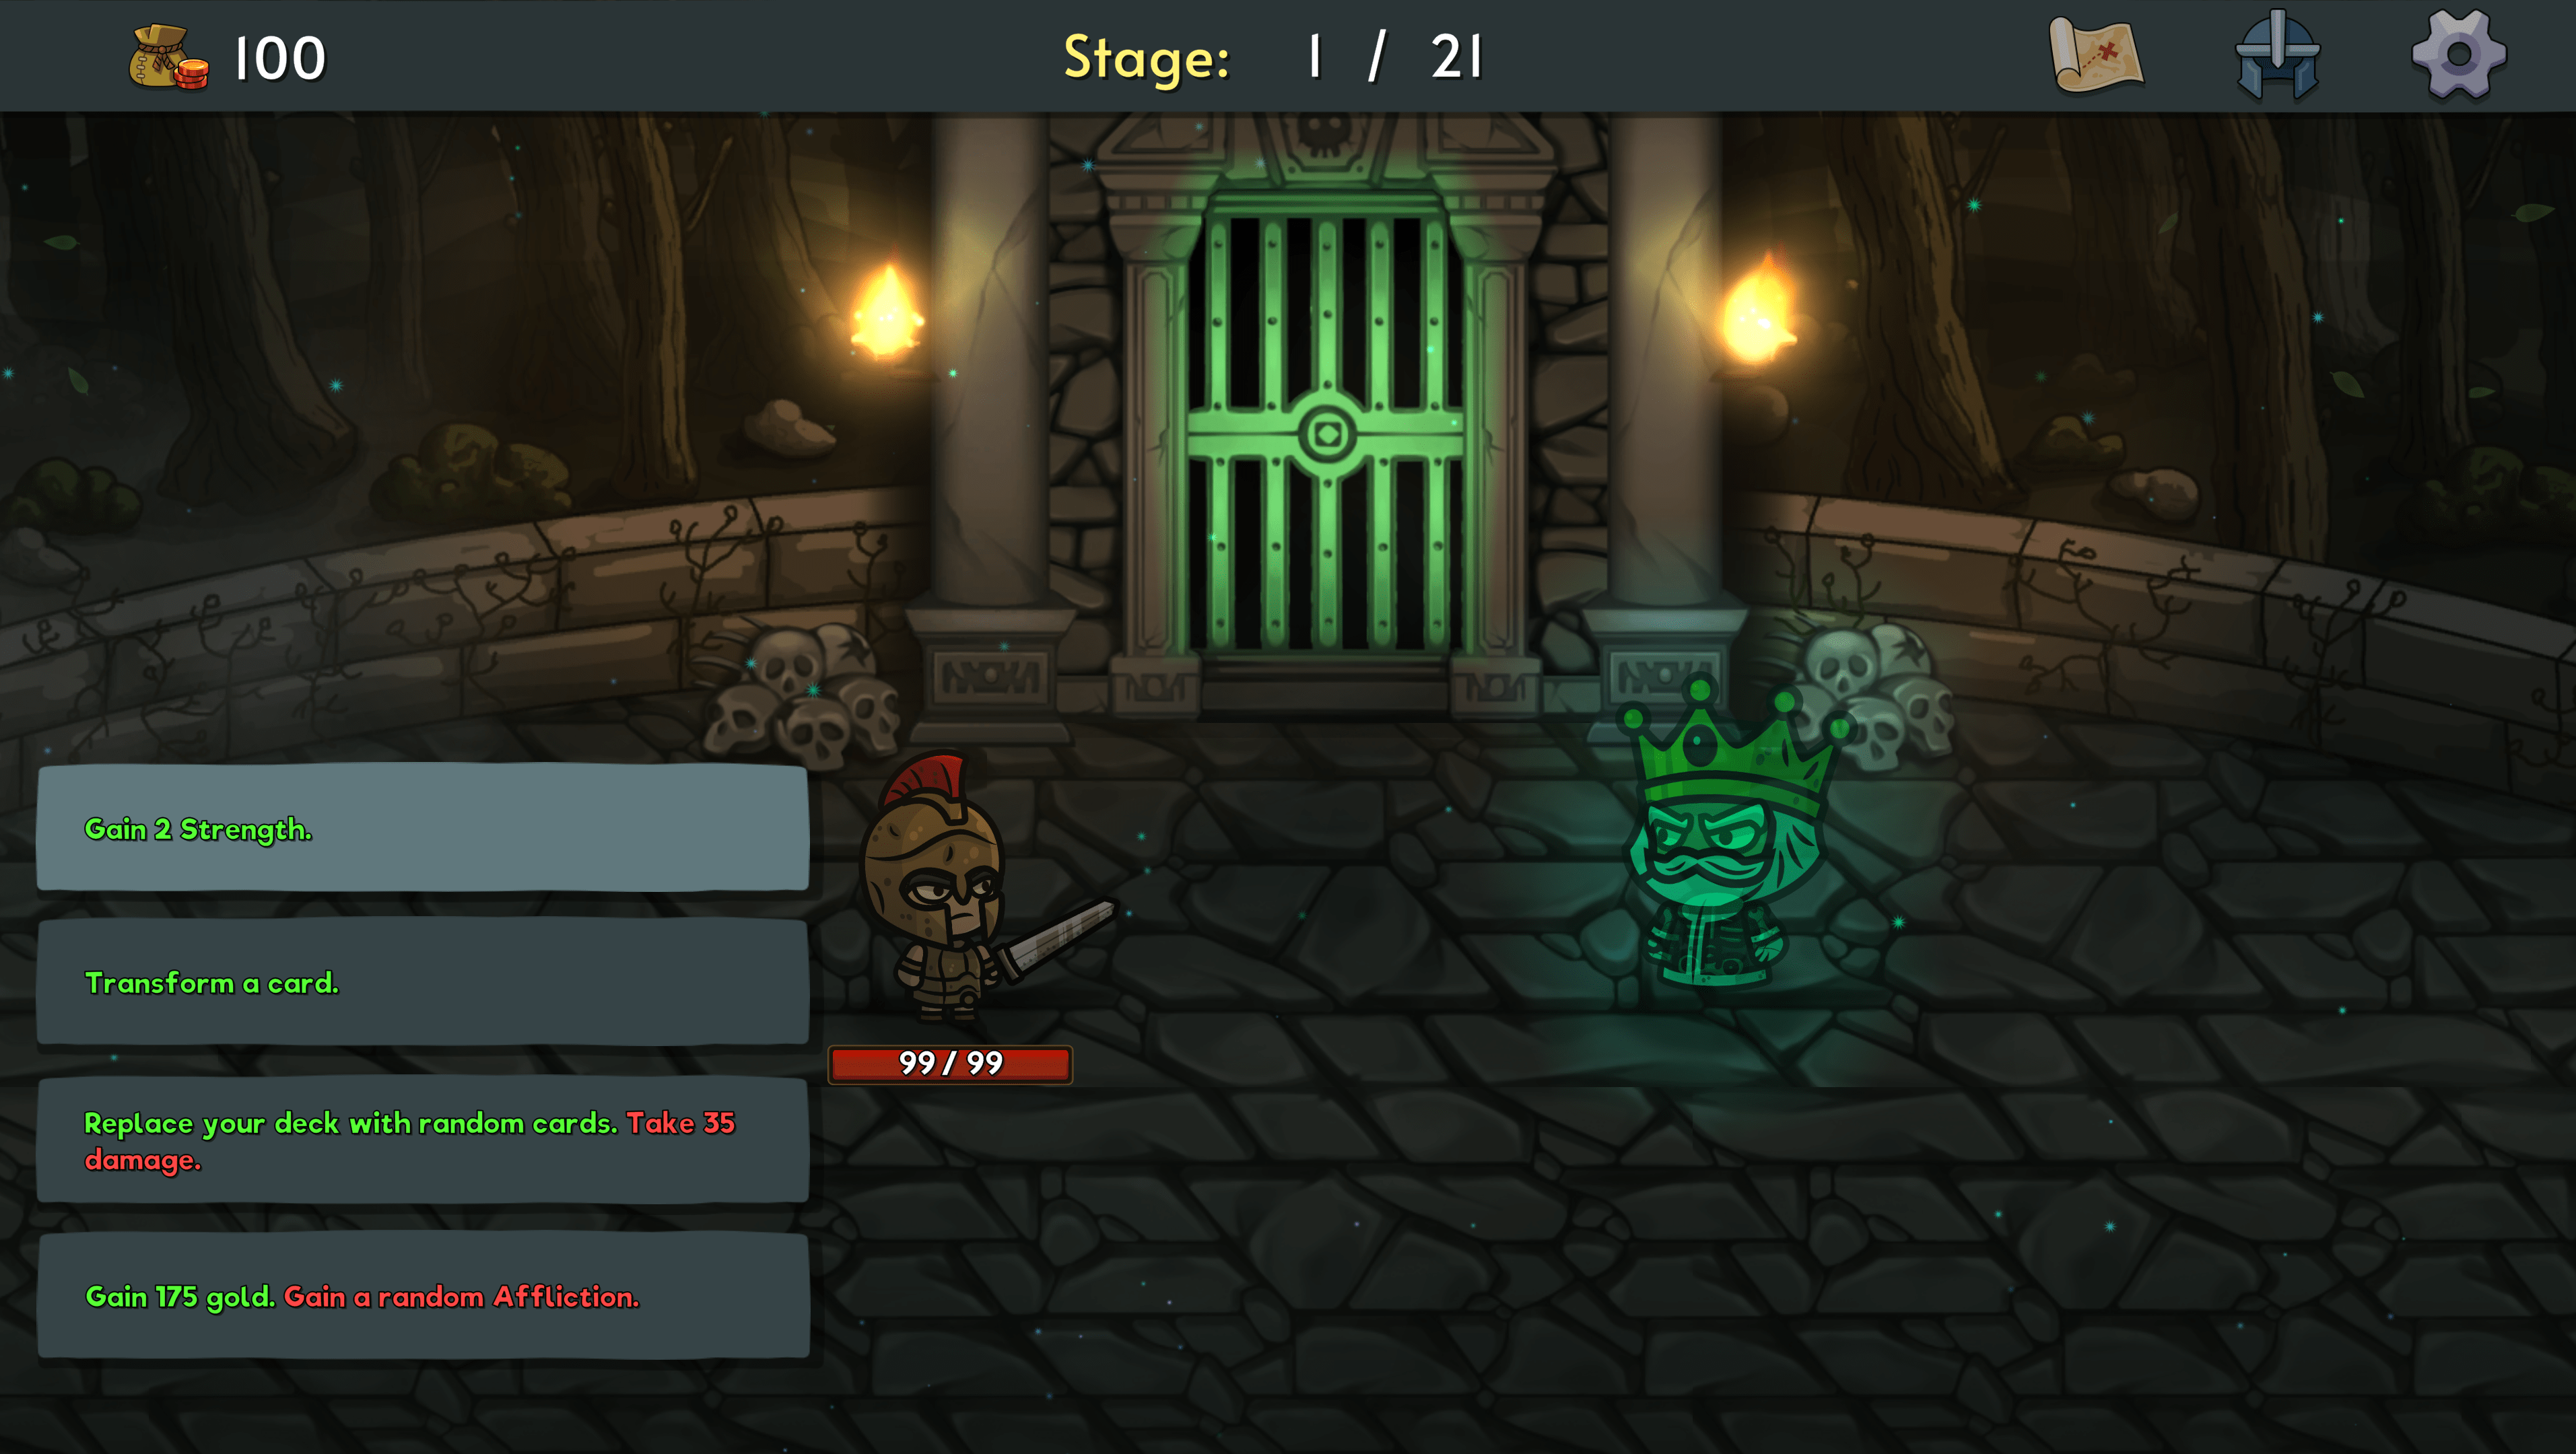 100
Stage: 1 / 21
Gain 2 Strength.
Transform a card.
Replace your deck with random cards. Take 35
damage.
Gain 175 gold. Gain a random Affliction.
99 / 99